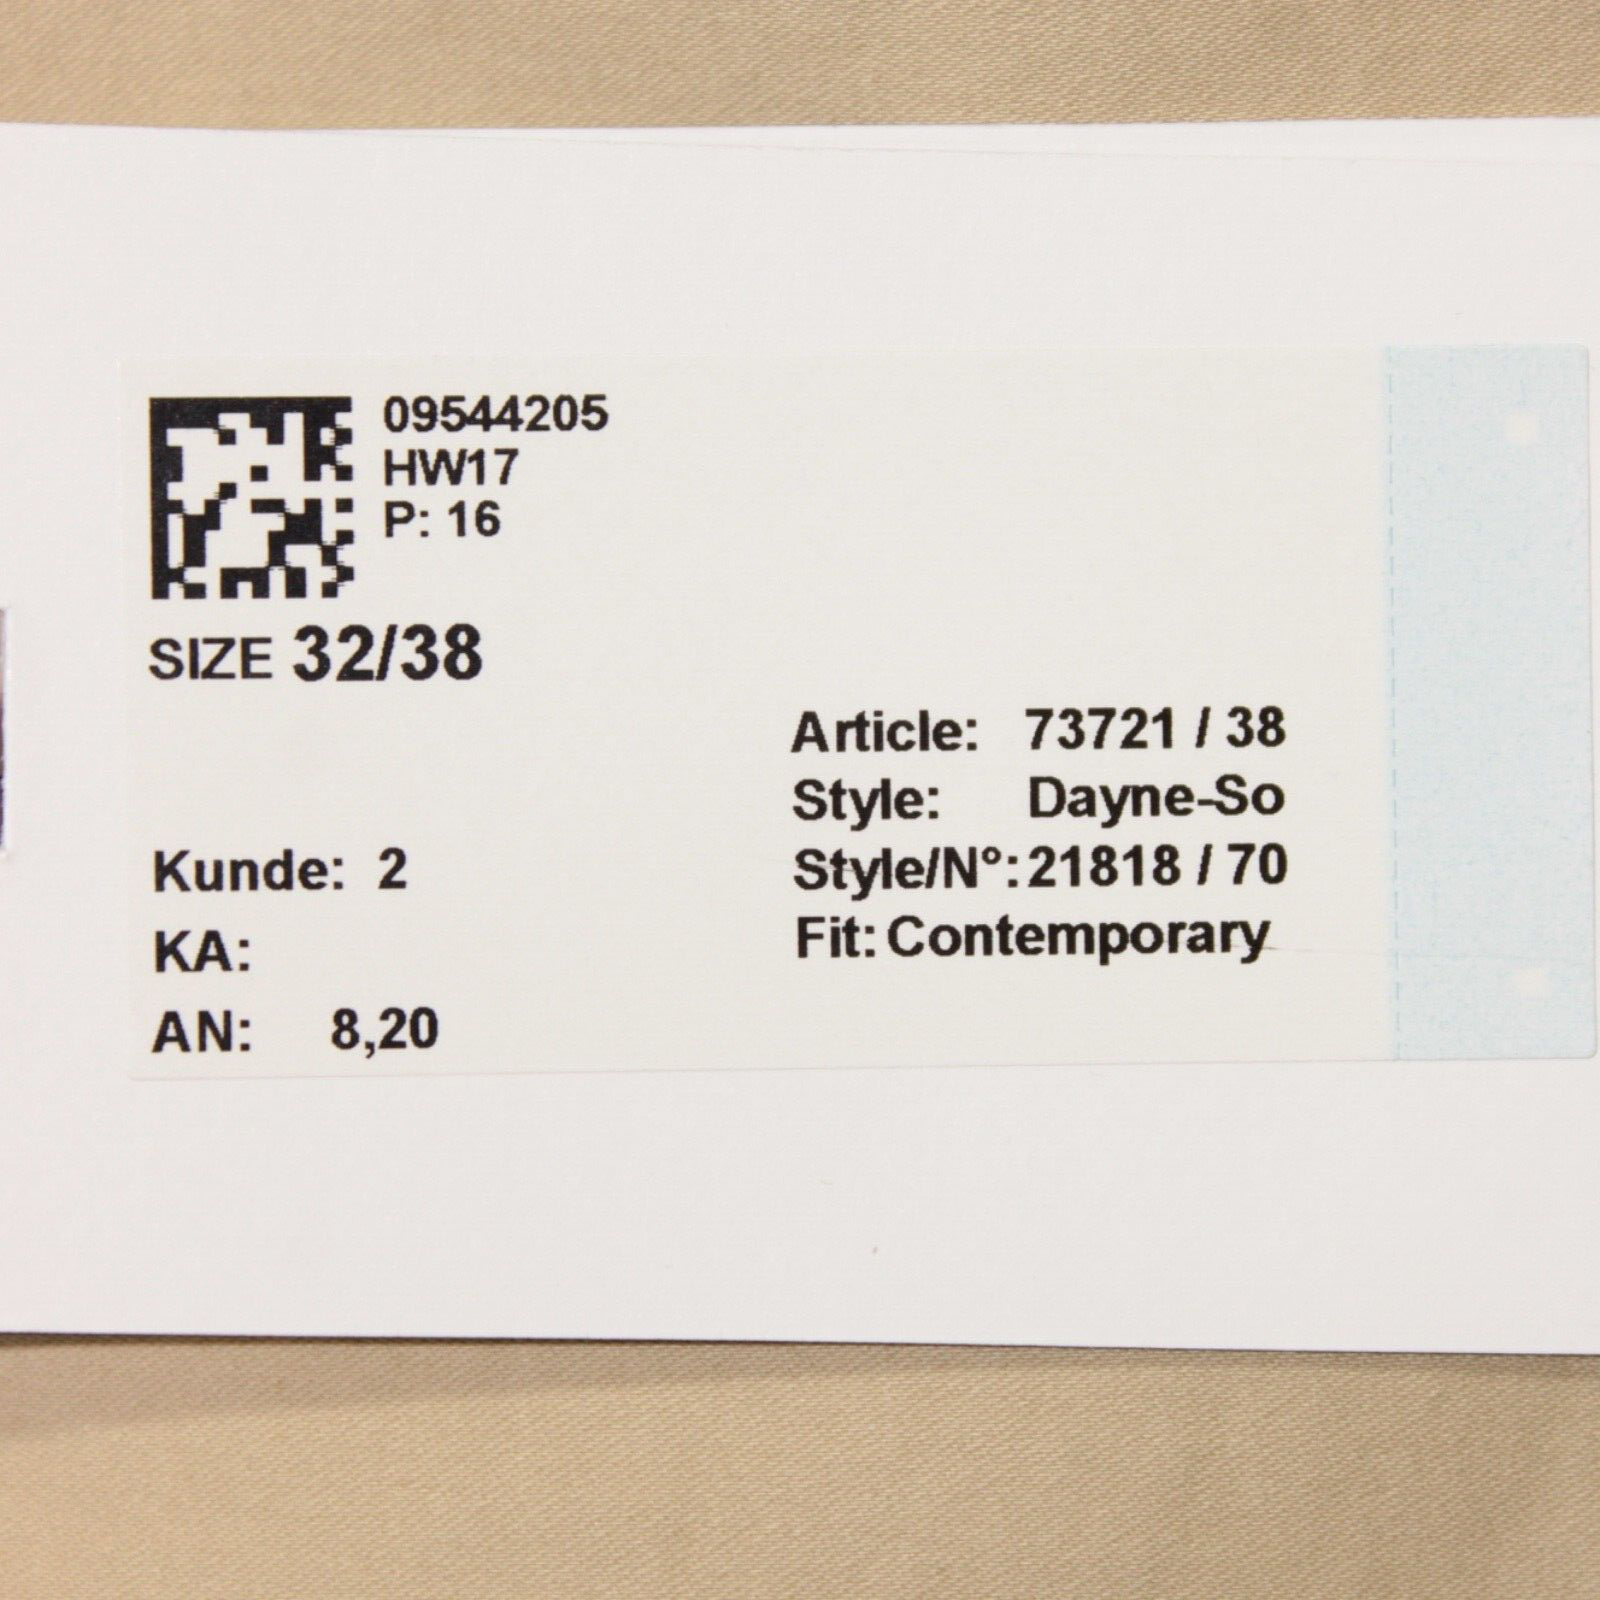 09544205
HW17
P: 16
SIZE 32/38
Article: 73721 / 38
Style: Dayne-So
Style/N°: 21818 / 70
Fit: Contemporary
Kunde: 2
KA:
AN: 8,20